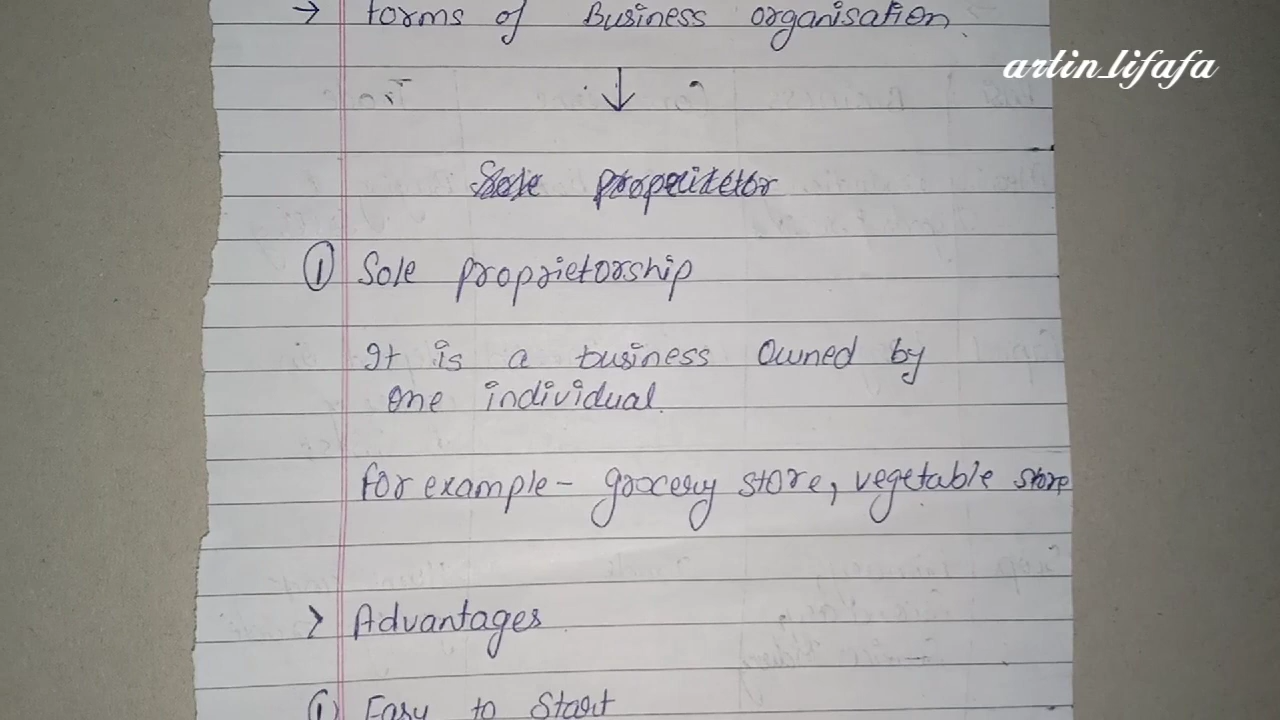 → Forms of Business organisation.
artin_lifafa
↓
Sole propeitetor
① Sole proprietorship
It is a business owned by
one individual.
for example - grocery store, vegetable store
> Advantages
① Easy to Start